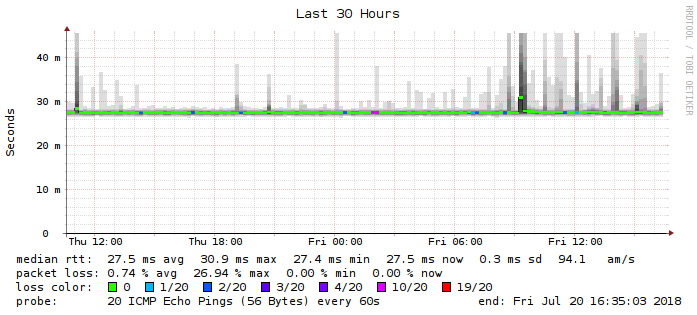 Last 30 Hours
RRDTOOL / TOBI OETIKER
Seconds
40 m
30 m
20 m
10 m
0
Thu 12:00 Thu 18:00 Fri 00:00 Fri 06:00 Fri 12:00
median rtt: 27.5 ms avg 30.9 ms max 27.4 ms min 27.5 ms now 0.3 ms sd 94.1 am/s
packet loss: 0.74 % avg 26.94 % max 0.00 % min 0.00 % now
loss color: 0 1/20 2/20 3/20 4/20 10/20 19/20
probe: 20 ICMP Echo Pings (56 Bytes) every 60s end: Fri Jul 20 16:35:03 2018